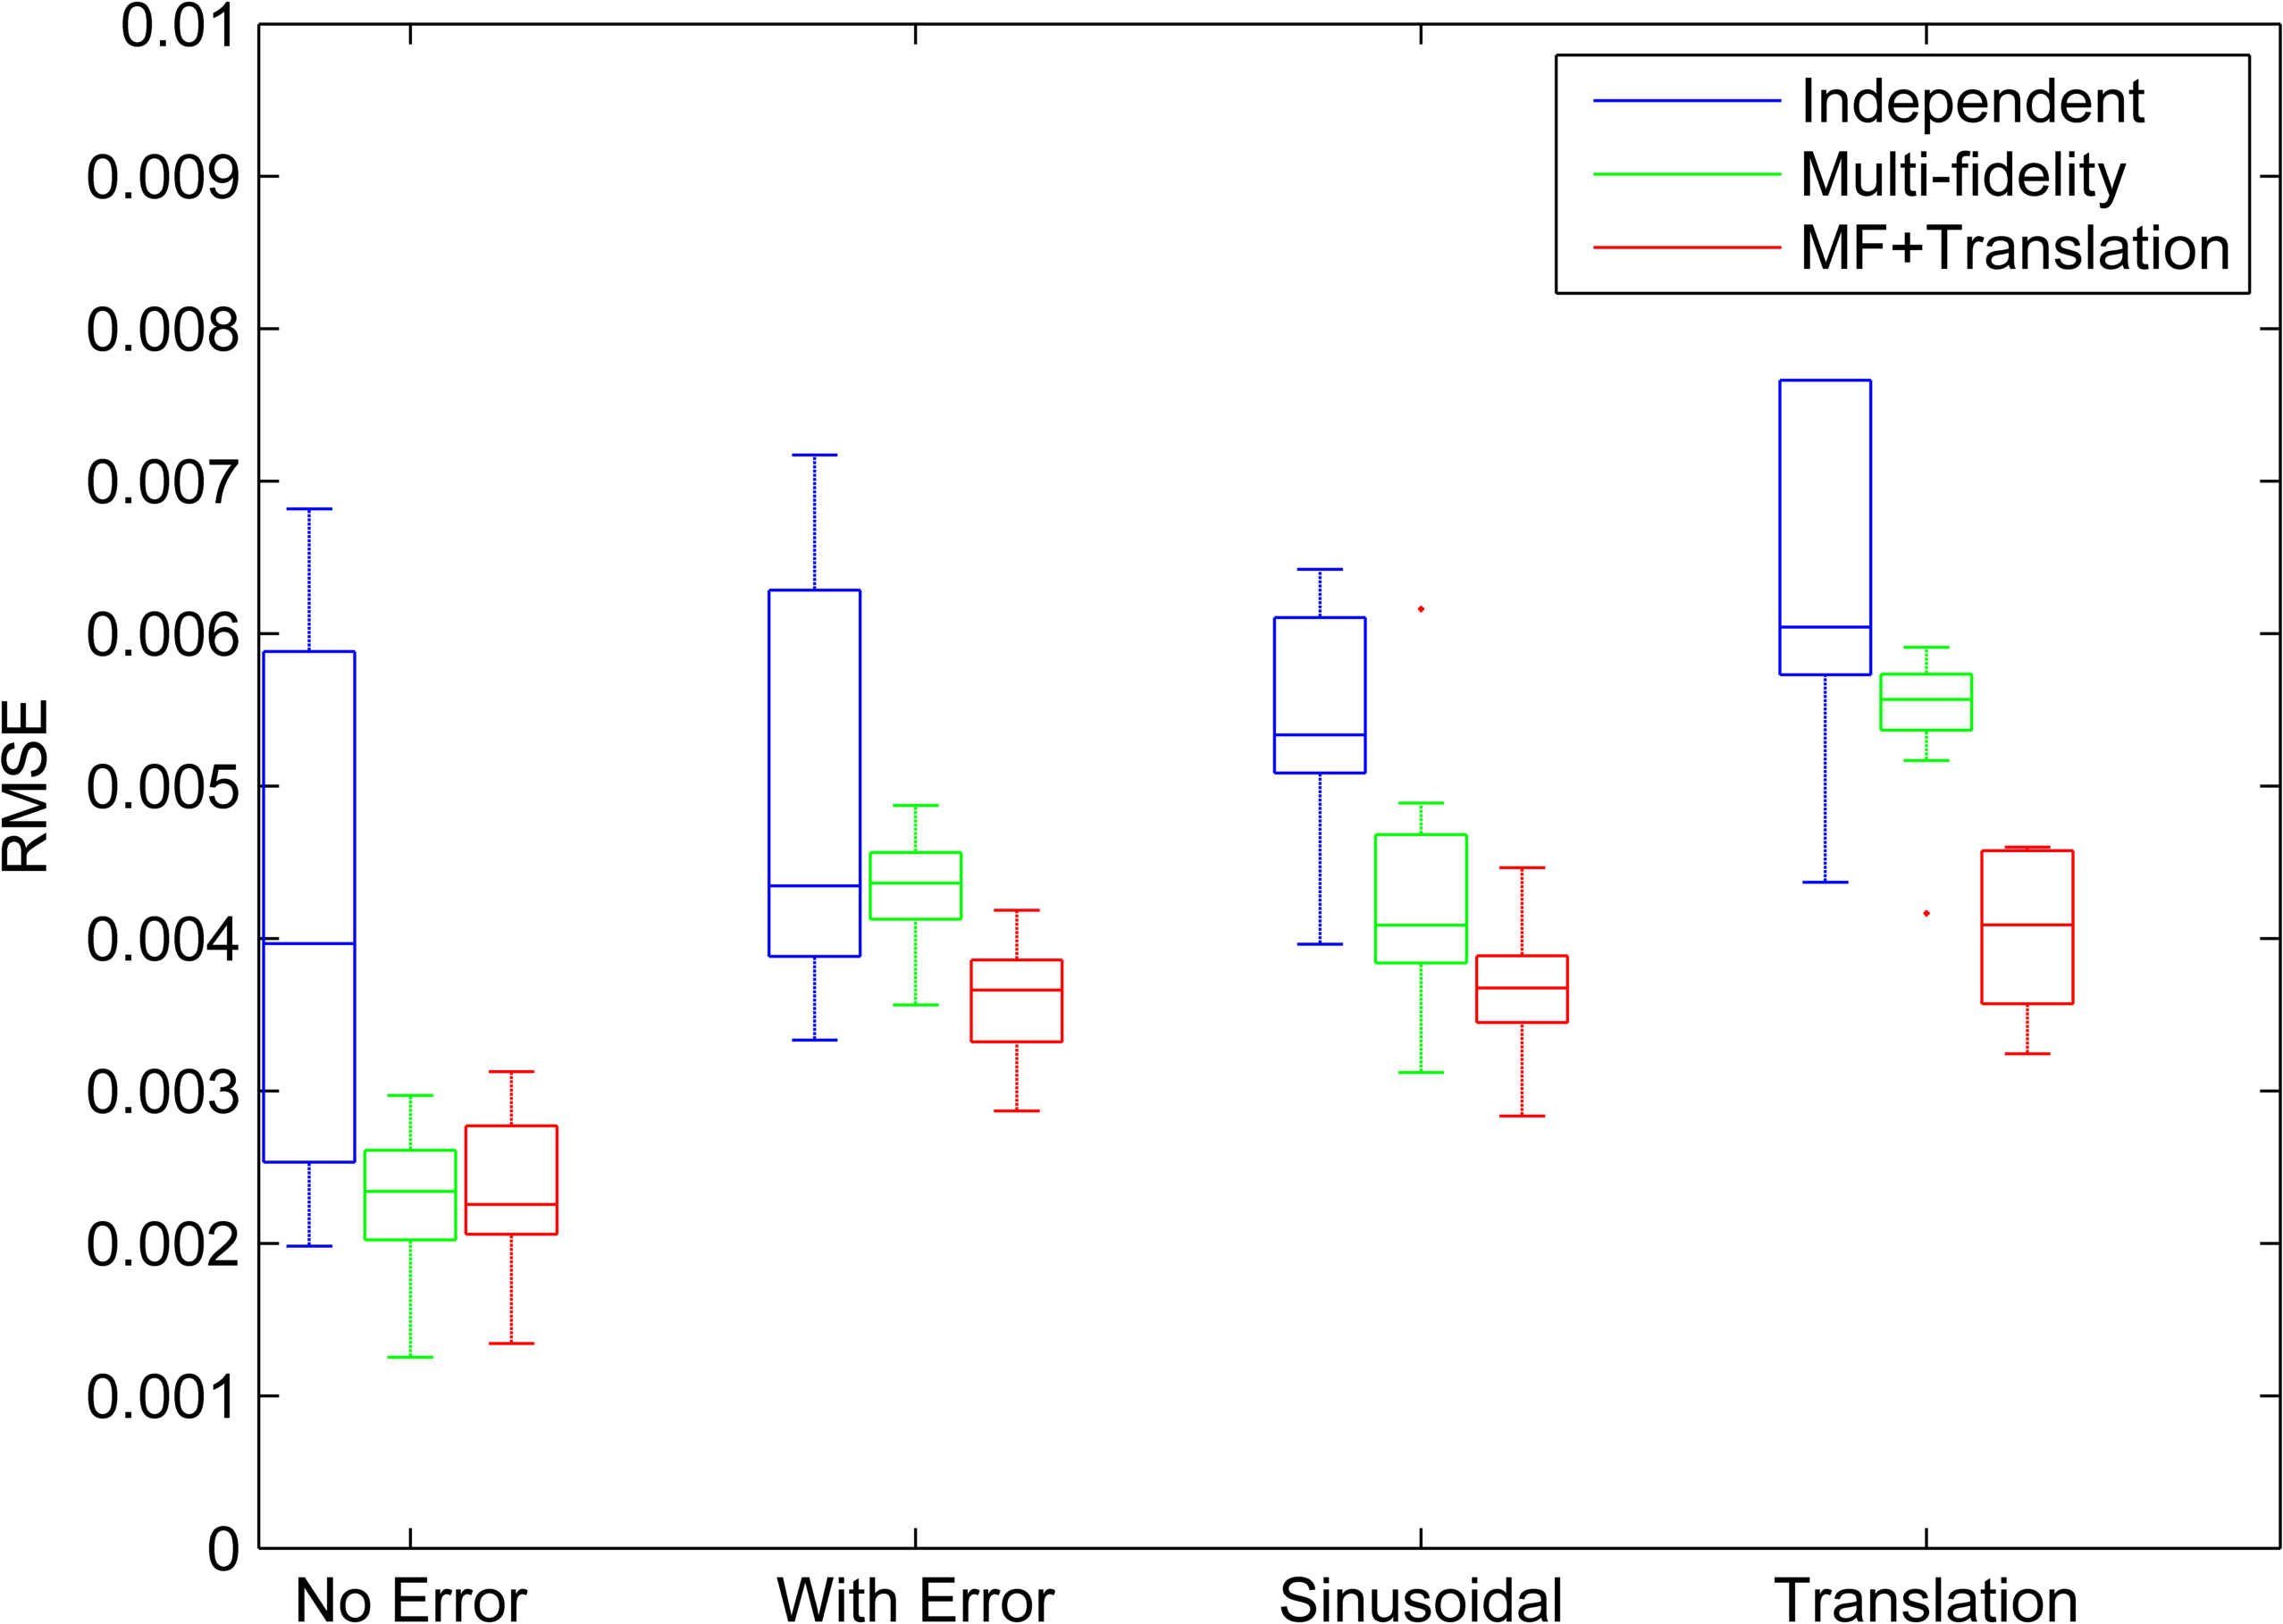 0.01
0.009
0.008
0.007
0.006
0.005
0.004
0.003
0.002
0.001
0
RMSE
Independent
Multi-fidelity
MF+Translation
No Error
With Error
Sinusoidal
Translation